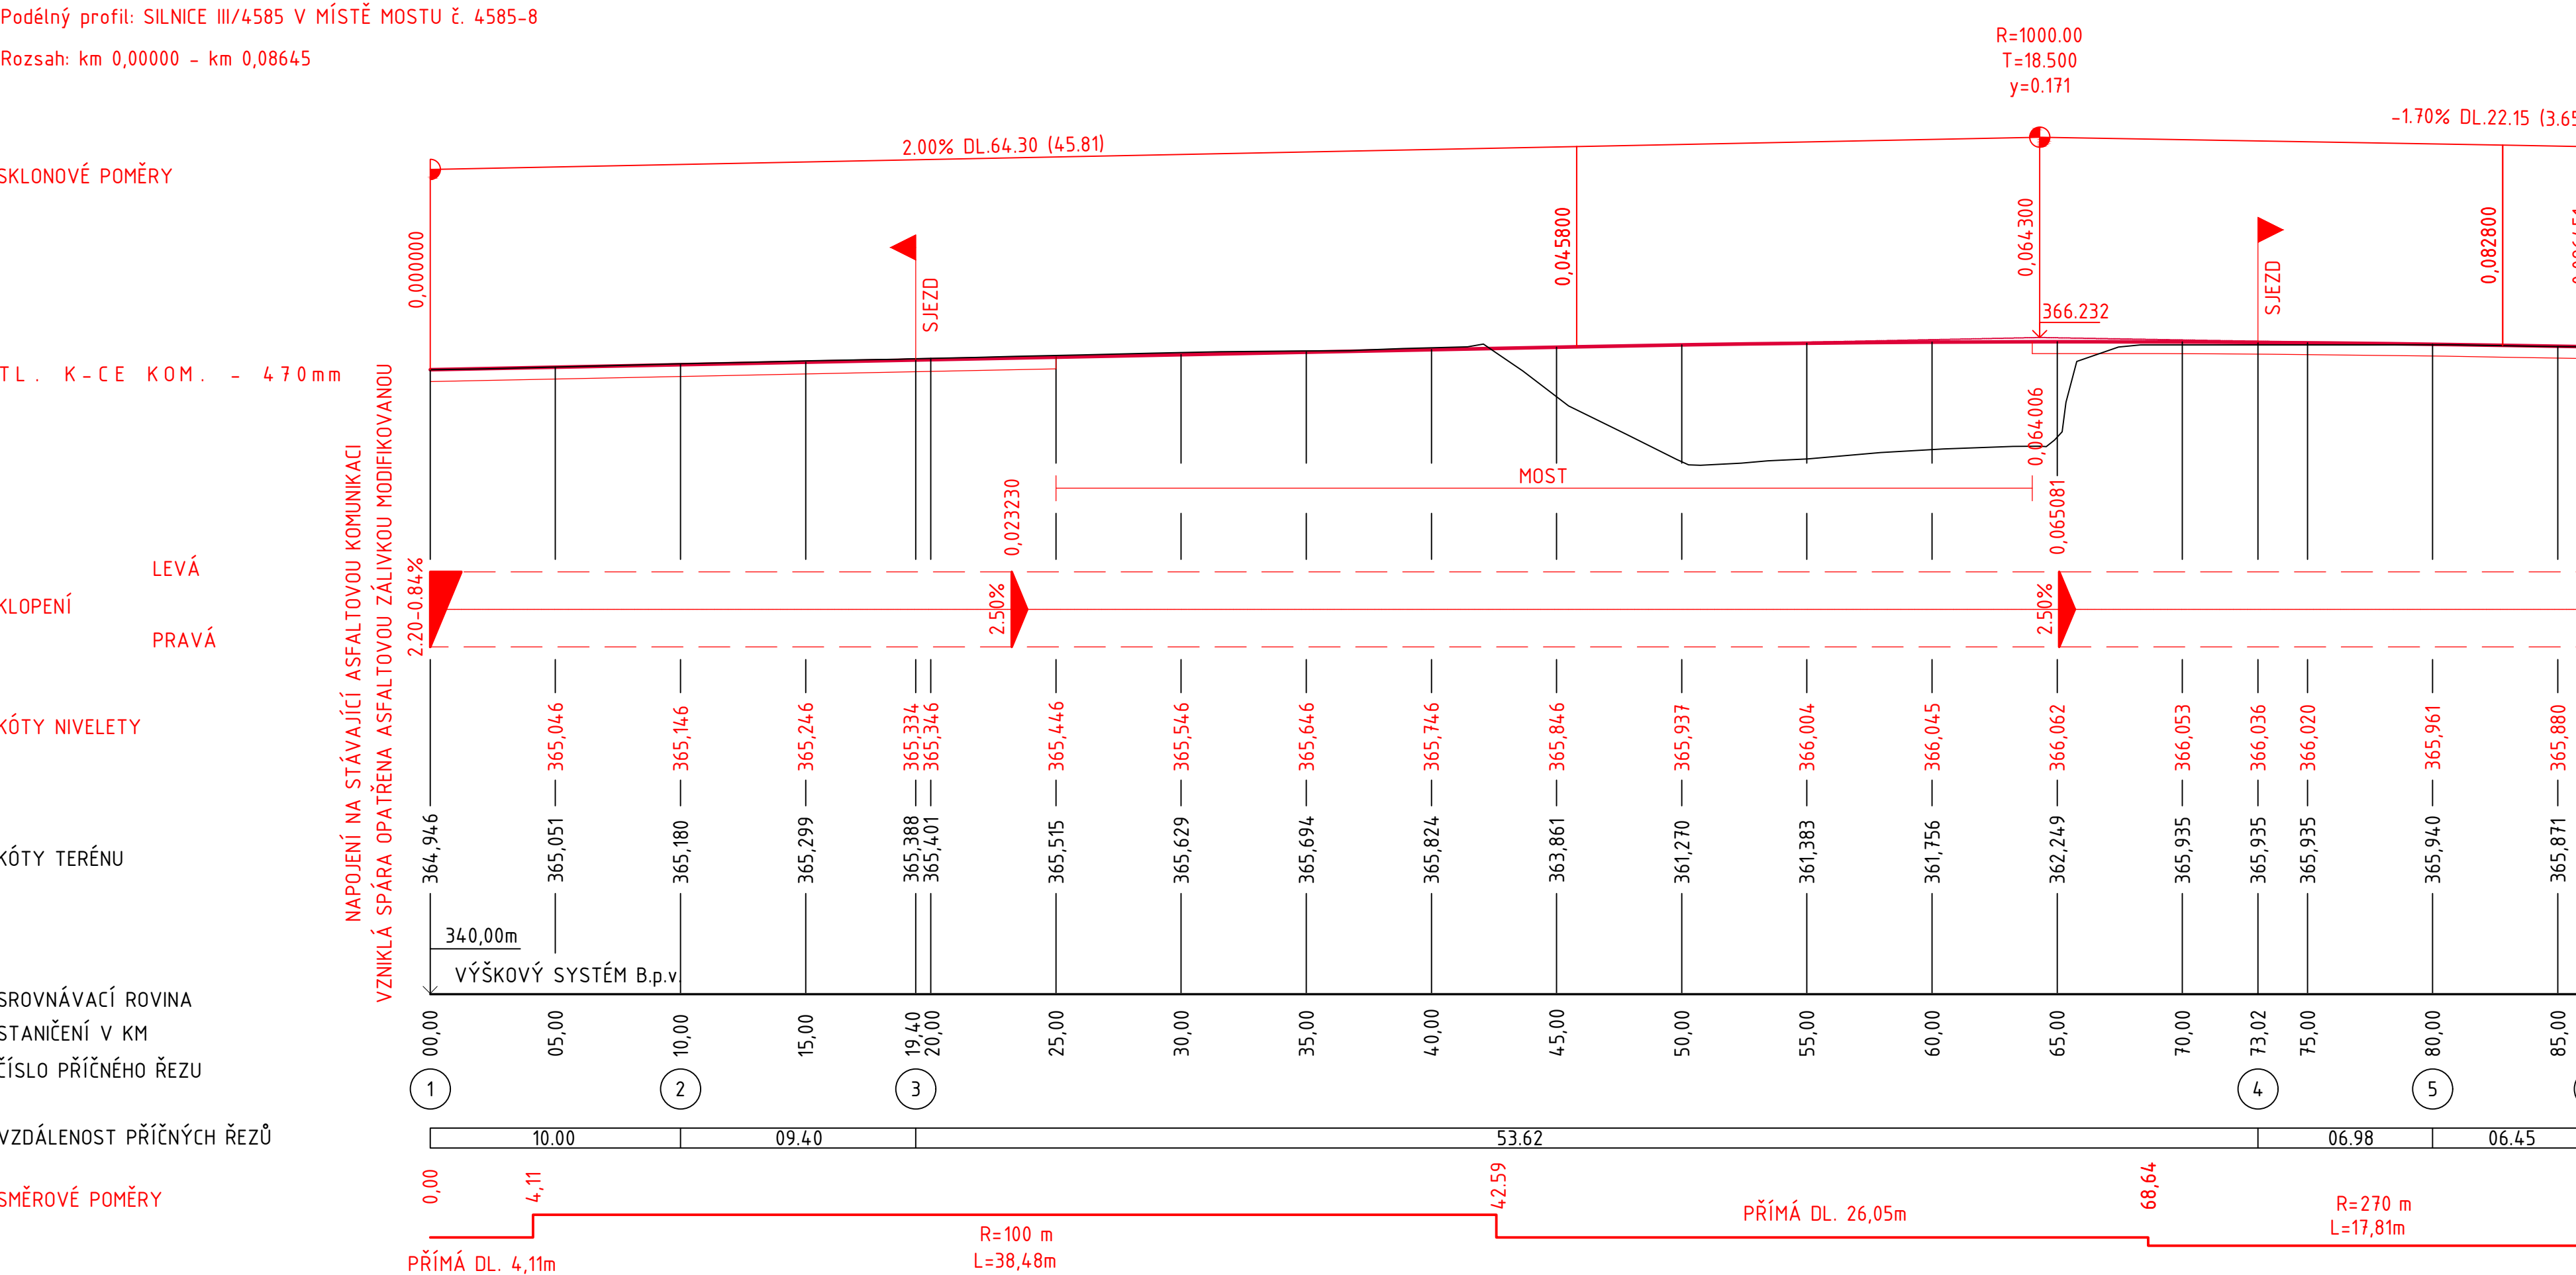 Podélný profil: SILNICE III/4585 V MÍSTĚ MOSTU č. 4585-8
Rozsah: km 0,00000 - km 0,08645
R=1000.00
T=18.500
y=0.171
2.00% DL.64.30 (45.81)
-1.70% DL.22.15 (3.65
SKLONOVÉ POMĚRY
0,000000
SJEZD
0,045800
0,064300
366.232
SJEZD
0,082800
TL. K-CE KOM. - 470mm
NAPOJENÍ NA STÁVAJÍCÍ ASFALTOVOU KOMUNIKACI
VZNIKLÁ SPÁRA OPATŘENA ASFALTOVOU ZÁLIVKOU MODIFIKOVANOU
MOST
0,023230
0,064006
0,065081
LEVÁ
KLOPENÍ
PRAVÁ
2.20-0.84%
2.50%
2.50%
KÓTY NIVELETY
365,046
365,146
365,246
365,334
365,346
365,446
365,546
365,646
365,746
365,846
365,937
366,004
366,045
366,062
366,053
366,036
366,020
365,961
365,880
KÓTY TERÉNU
364,946
365,051
365,180
365,299
365,388
365,401
365,515
365,629
365,694
365,824
363,861
361,270
361,383
361,756
362,249
365,935
365,935
365,935
365,940
365,871
340,00m
VÝŠKOVÝ SYSTÉM B.p.v.
SROVNÁVACÍ ROVINA
STANIČENÍ V KM
00,00
05,00
10,00
15,00
19,40
20,00
25,00
30,00
35,00
40,00
45,00
50,00
55,00
60,00
65,00
70,00
73,02
75,00
80,00
85,00
ČÍSLO PŘÍČNÉHO ŘEZU
1
2
3
4
5
VZDÁLENOST PŘÍČNÝCH ŘEZŮ
10.00
09.40
53.62
06.98
06.45
SMĚROVÉ POMĚRY
0,00
4,11
42.59
68,64
PŘÍMÁ DL. 4,11m
R=100 m
L=38,48m
PŘÍMÁ DL. 26,05m
R=270 m
L=17,81m